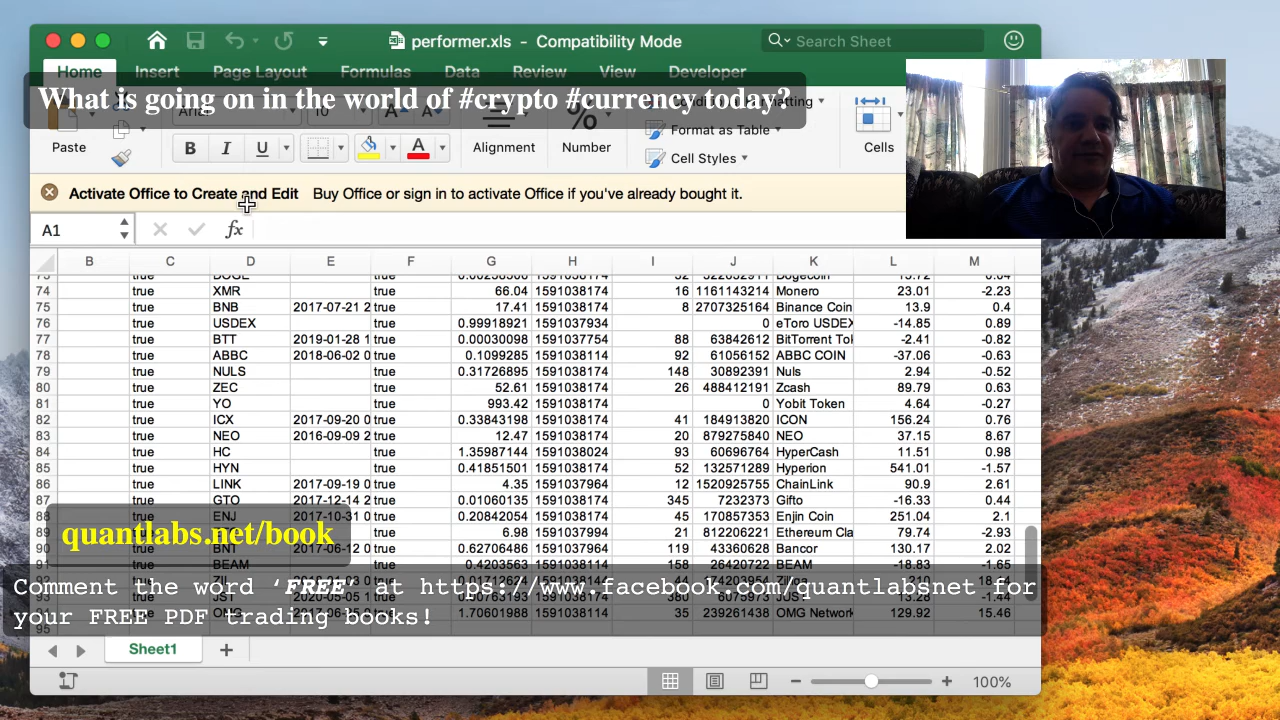 performer.xls - Compatibility Mode
Search Sheet
Home Insert Page Layout Formulas Data Review View Developer
What is going on in the world of #crypto #currency today?
Format as Table
Paste B I U A Alignment Number Cell Styles Cells
Activate Office to Create and Edit Buy Office or sign in to activate Office if you've already bought it.
A1 fx
B C D E F G H I J K L M
74 true XMR true 66.04 1591038174 16 1161143214 Monero 23.01 -2.23
75 true BNB 2017-07-21 2 true 17.41 1591038174 8 2707325164 Binance Coin 13.9 0.4
76 true USDEX true 0.99918921 1591037934 0 eToro USDEX -14.85 0.89
77 true BTT 2019-01-28 1 true 0.00030098 1591037754 88 63842612 BitTorrent Tok -2.41 -0.82
78 true ABBC 2018-06-02 0 true 0.1099285 1591038114 92 61056152 ABBC COIN -37.06 -0.63
79 true NULS true 0.31726895 1591038174 148 30892391 Nuls 2.94 -0.52
80 true ZEC true 52.61 1591038174 26 488412191 Zcash 89.79 0.63
81 true YO true 993.42 1591038174 0 Yobit Token 4.64 -0.27
82 true ICX 2017-09-20 0 true 0.33843198 1591038174 41 184913820 ICON 156.24 0.76
83 true NEO 2016-09-09 2 true 12.47 1591038174 20 879275840 NEO 37.15 8.67
84 true HC true 1.35987144 1591038024 93 60696764 HyperCash 11.51 0.98
85 true HYN true 0.41851501 1591038174 52 132571289 Hyperion 541.01 -1.57
86 true LINK 2017-09-19 0 true 4.35 1591037964 12 1520925755 ChainLink 90.9 2.61
87 true GTO 2017-12-14 2 true 0.01060135 1591038174 345 7232373 Gifto -16.33 0.44
88 true ENJ 2017-10-31 0 true 0.20842054 1591038174 45 170857353 Enjin Coin 251.04 2.1
89 true 6.98 1591037994 21 812206221 Ethereum Cla 79.74 -2.93
quantlabs.net/book
90 BNT 2017-06-12 0 true 0.62706486 1591037964 119 43360628 Bancor 130.17 2.02
91 true BEAM true 0.4203563 1591038114 158 26420722 BEAM -18.83 -1.65
Comment the word ‘FREE’ at https://www.facebook.com/quantlabsnet for
your FREE PDF trading books!
true 1.70601988 1591038114 35 239261438 OMG Network 129.92 15.46
95
Sheet1
100%